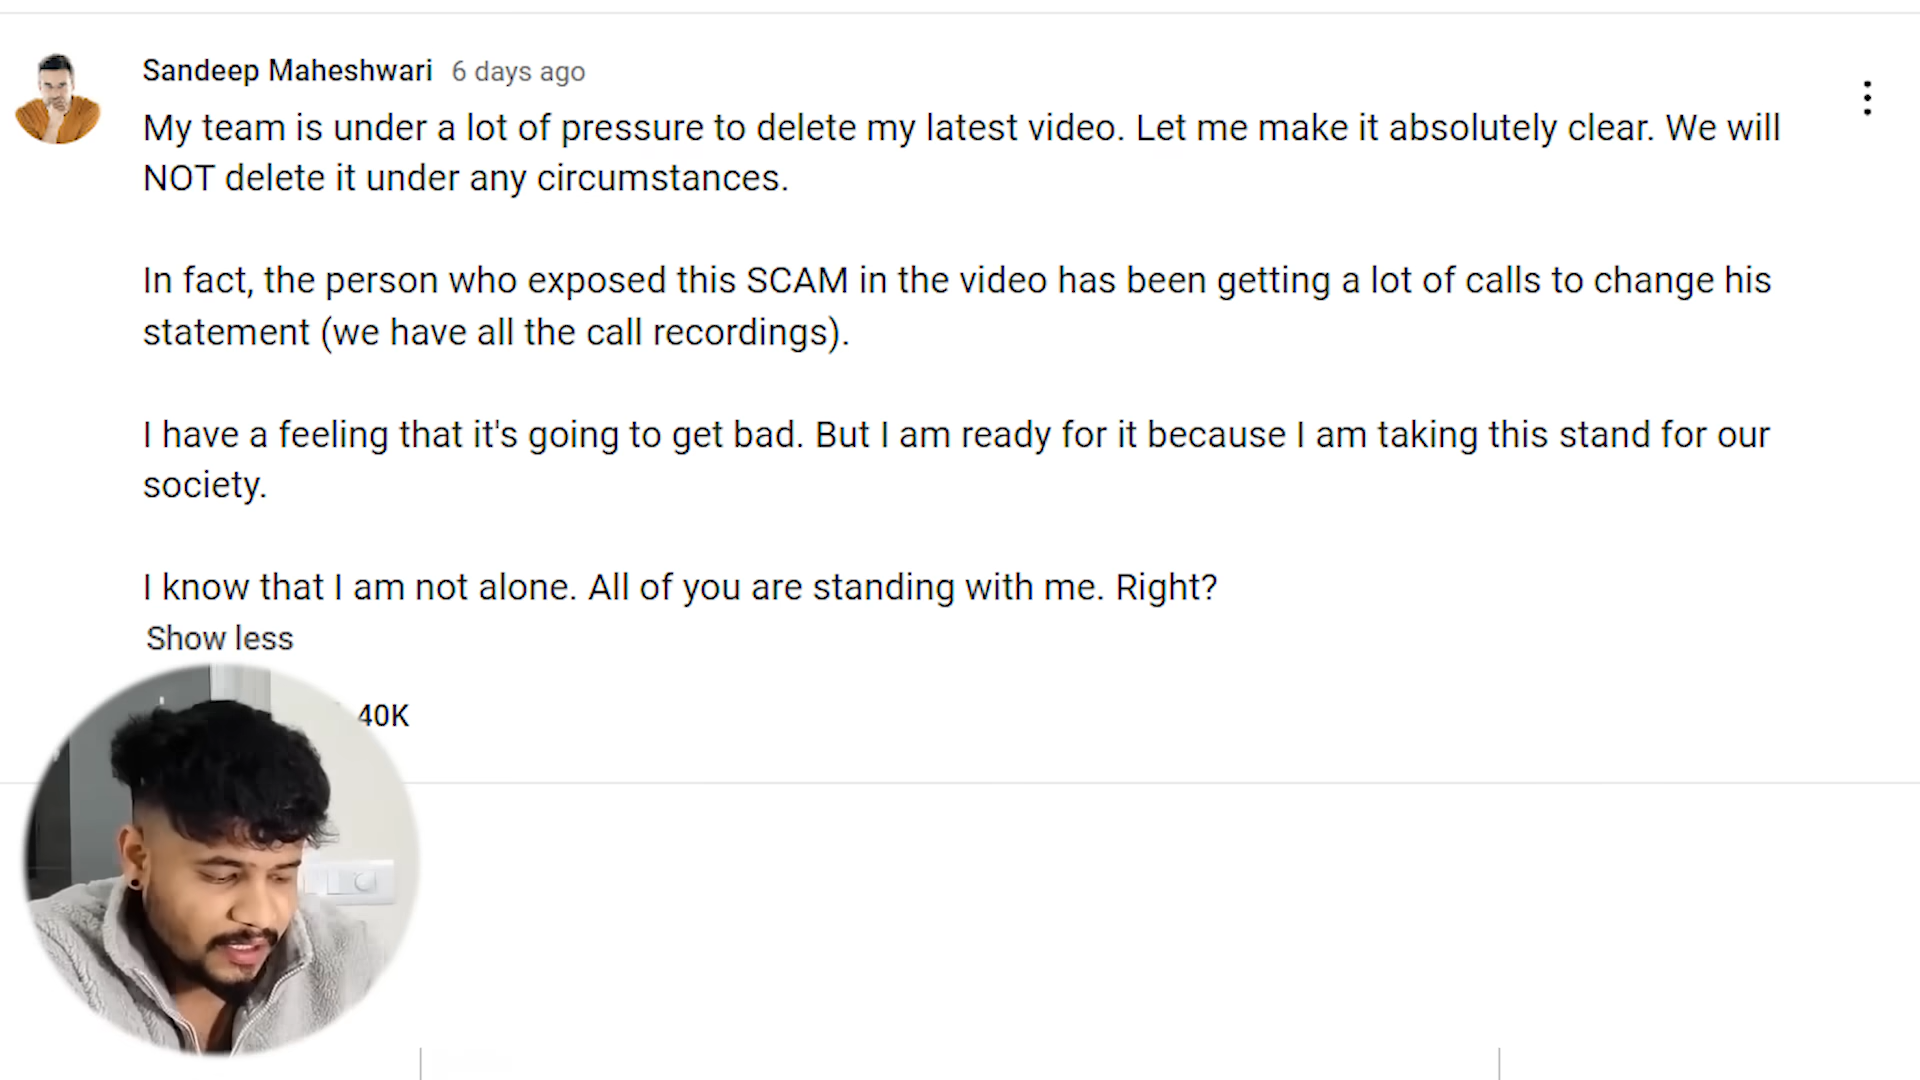 Sandeep Maheshwari 6 days ago
My team is under a lot of pressure to delete my latest video. Let me make it absolutely clear. We will
NOT delete it under any circumstances.
In fact, the person who exposed this SCAM in the video has been getting a lot of calls to change his
statement (we have all the call recordings).
I have a feeling that it's going to get bad. But I am ready for it because I am taking this stand for our
society.
I know that I am not alone. All of you are standing with me. Right?
Show less
40K